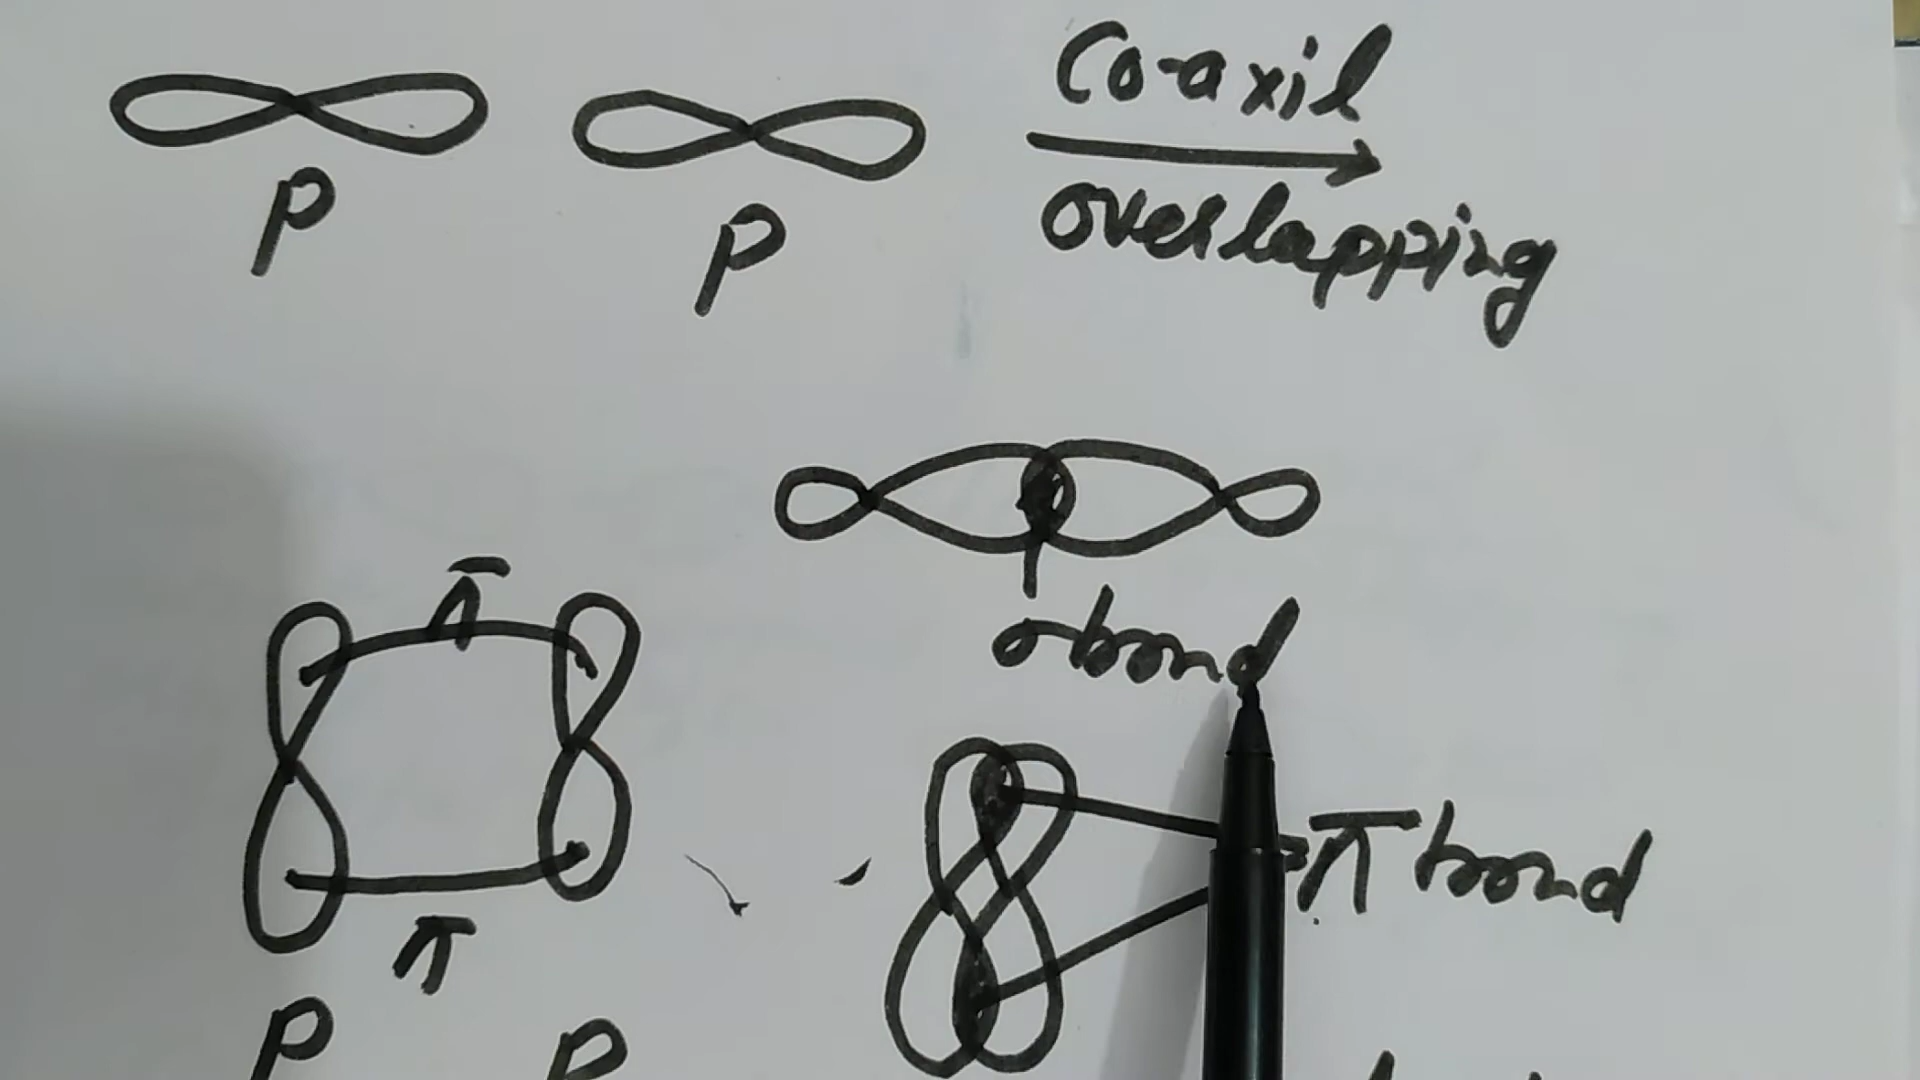 Co-axil
P
P
overlapping
π
σ bond
π bond
π
P
P